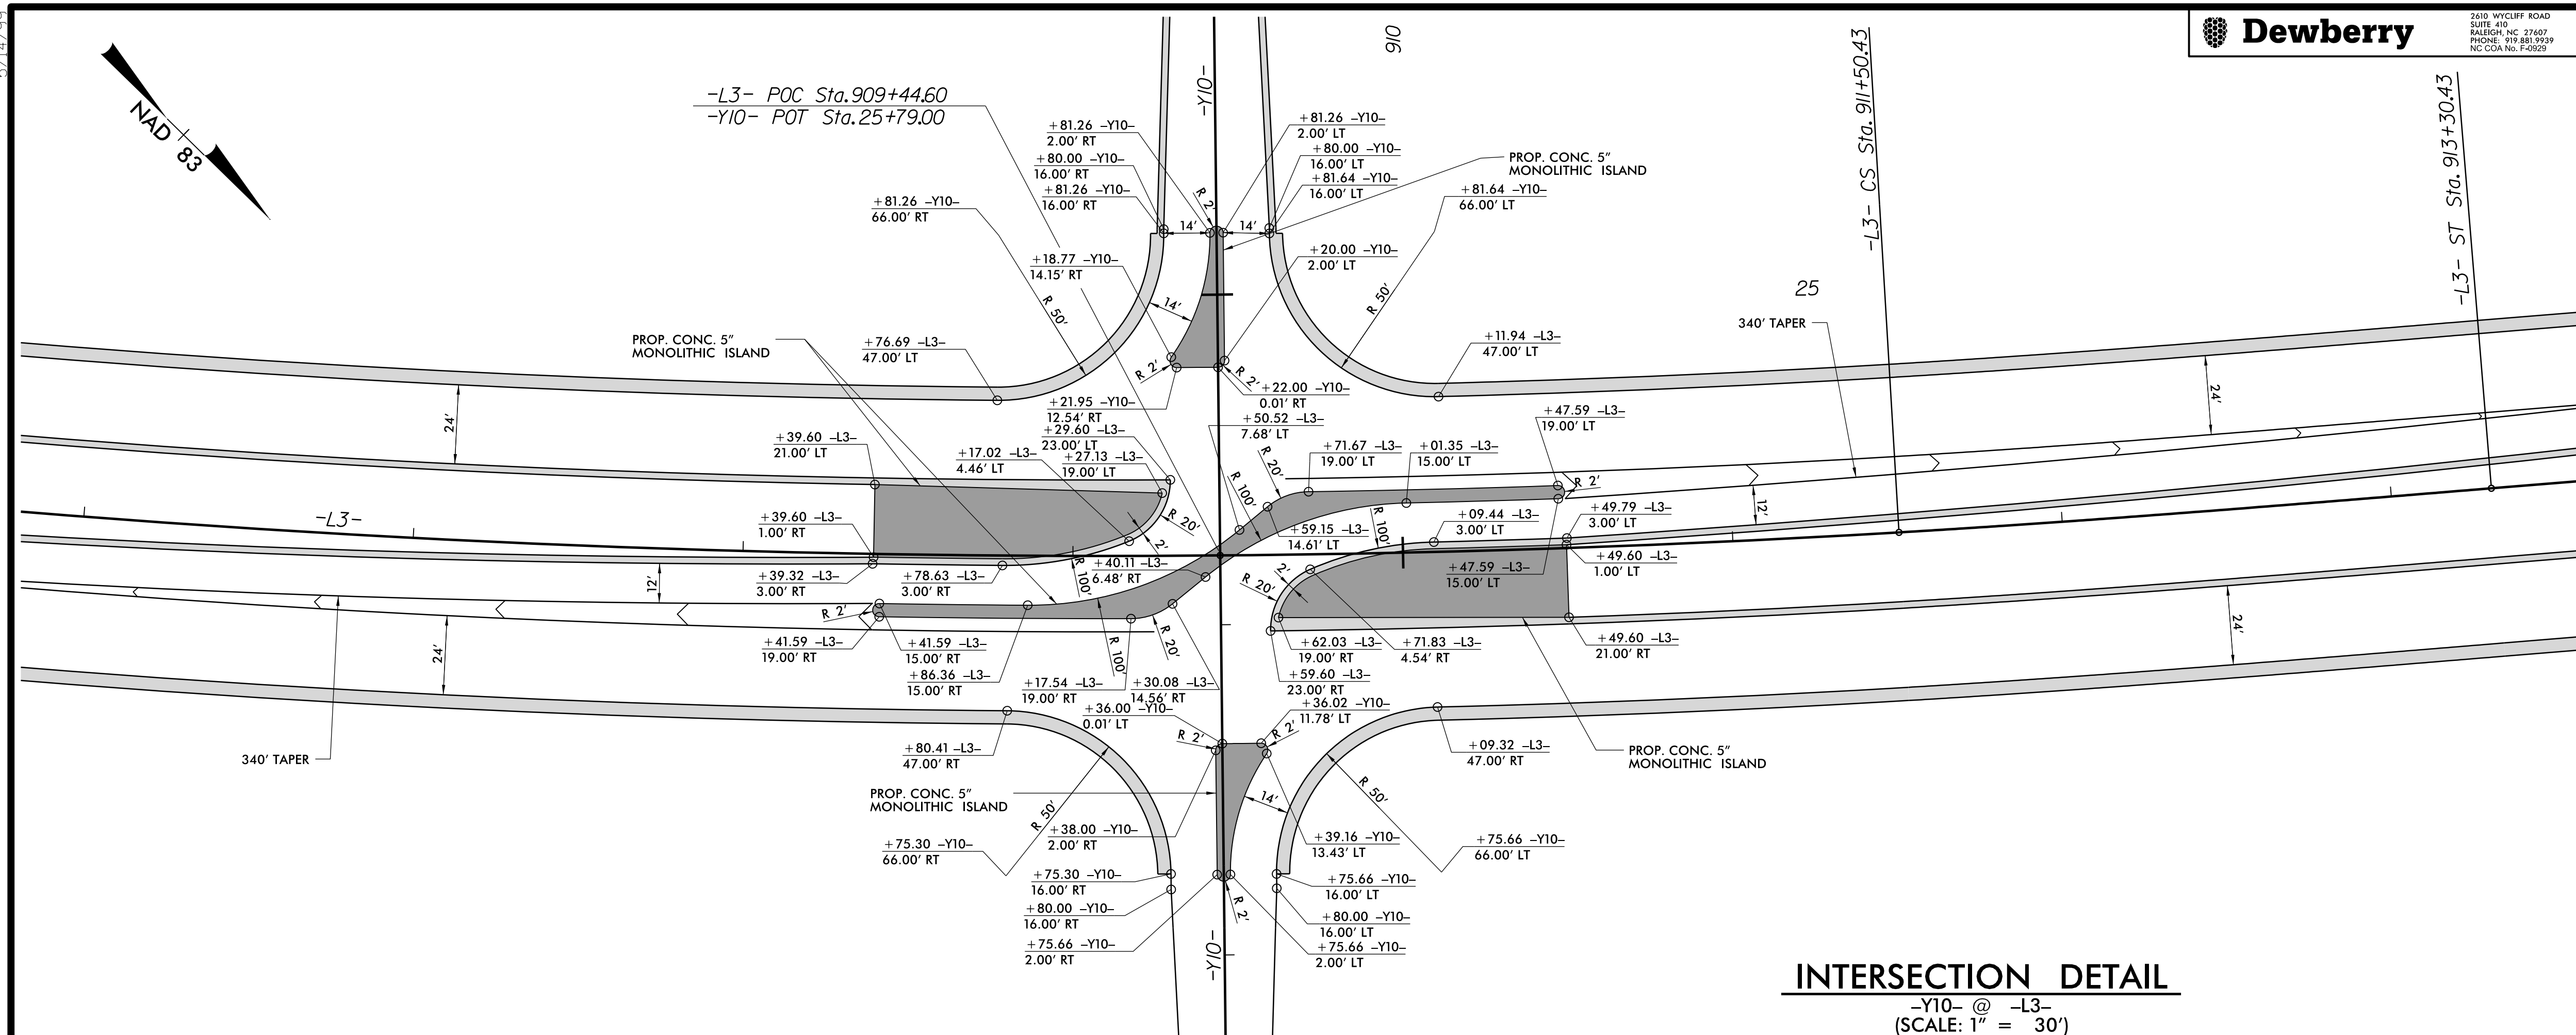 5/14/99
Dewberry
2610 WYCLIFF ROAD
SUITE 410
RALEIGH, NC 27607
PHONE: 919.881.9939
NC COA No. F-0929
NAD 83
-L3- POC Sta.909+44.60
-Y10- POT Sta.25+79.00
-Y10-
910
-L3- CS Sta. 911+50.43
-L3- ST Sta. 913+30.43
+81.26 -Y10-
2.00' RT
+80.00 -Y10-
16.00' RT
+81.26 -Y10-
16.00' RT
+81.26 -Y10-
66.00' RT
+81.26 -Y10-
2.00' LT
+80.00 -Y10-
16.00' LT
+81.64 -Y10-
16.00' LT
PROP. CONC. 5"
MONOLITHIC ISLAND
+81.64 -Y10-
66.00' LT
R 2'
14'
14'
+18.77 -Y10-
14.15' RT
+20.00 -Y10-
2.00' LT
R 50'
14'
R 50'
25
340' TAPER
PROP. CONC. 5"
MONOLITHIC ISLAND
+76.69 -L3-
47.00' LT
+11.94 -L3-
47.00' LT
R 2'
R 2'
+21.95 -Y10-
12.54' RT
+22.00 -Y10-
0.01' RT
24'
24'
+29.60 -L3-
23.00' LT
+50.52 -L3-
7.68' LT
+47.59 -L3-
19.00' LT
+39.60 -L3-
21.00' LT
+17.02 -L3-
4.46' LT
+27.13 -L3-
19.00' LT
+71.67 -L3-
19.00' LT
+01.35 -L3-
15.00' LT
R 20'
R 100'
R 2'
R 20'
2'
12'
-L3-
+39.60 -L3-
1.00' RT
+59.15 -L3-
14.61' LT
R 100'
+09.44 -L3-
3.00' LT
+49.79 -L3-
3.00' LT
+39.32 -L3-
3.00' RT
+78.63 -L3-
3.00' RT
R 100'
+40.11 -L3-
6.48' RT
+47.59 -L3-
15.00' LT
+49.60 -L3-
1.00' LT
12'
R 20'
2'
R 2'
+41.59 -L3-
19.00' RT
+41.59 -L3-
15.00' RT
+86.36 -L3-
15.00' RT
R 100'
R 20'
+62.03 -L3-
19.00' RT
+71.83 -L3-
4.54' RT
+49.60 -L3-
21.00' RT
24'
24'
+17.54 -L3-
19.00' RT
+30.08 -L3-
14.56' RT
+59.60 -L3-
23.00' RT
+36.00 -Y10-
0.01' LT
+36.02 -Y10-
11.78' LT
R 2'
R 2'
340' TAPER
+80.41 -L3-
47.00' RT
+09.32 -L3-
47.00' RT
PROP. CONC. 5"
MONOLITHIC ISLAND
PROP. CONC. 5"
MONOLITHIC ISLAND
R 50'
14'
R 50'
+38.00 -Y10-
2.00' RT
+39.16 -Y10-
13.43' LT
+75.30 -Y10-
66.00' RT
+75.66 -Y10-
66.00' LT
+75.30 -Y10-
16.00' RT
+75.66 -Y10-
16.00' LT
+80.00 -Y10-
16.00' RT
R 2'
+80.00 -Y10-
16.00' LT
+75.66 -Y10-
2.00' RT
-Y10-
+75.66 -Y10-
2.00' LT
INTERSECTION DETAIL
-Y10- @ -L3-
(SCALE: 1" = 30')